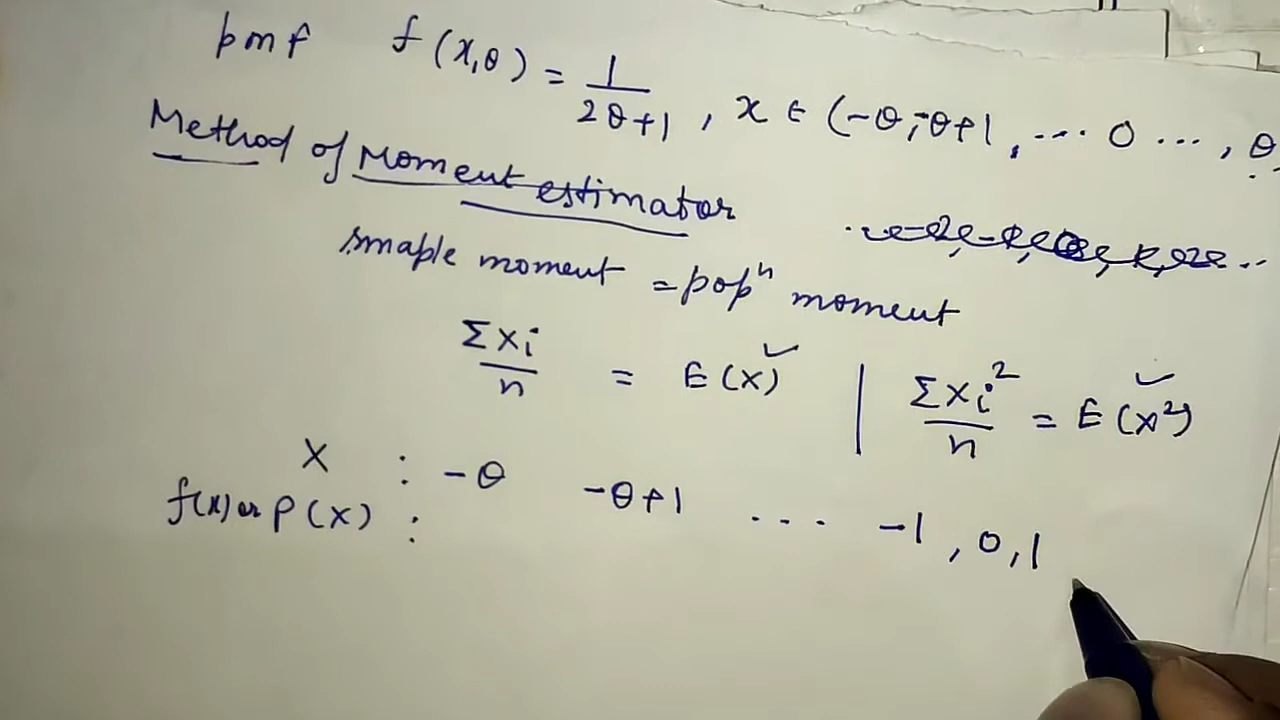 pmf f(x,θ) = 1/2θ+1 , x ∈ (-θ, -θ+1, ... 0 ..., θ
Method of Moment estimator
smaple moment = popⁿ moment
Σxi/n = E(x) ✓ | Σxi²/n = E(x²) ✓
X : -θ -θ+1 ... -1, 0, 1
f(x) or P(X) :